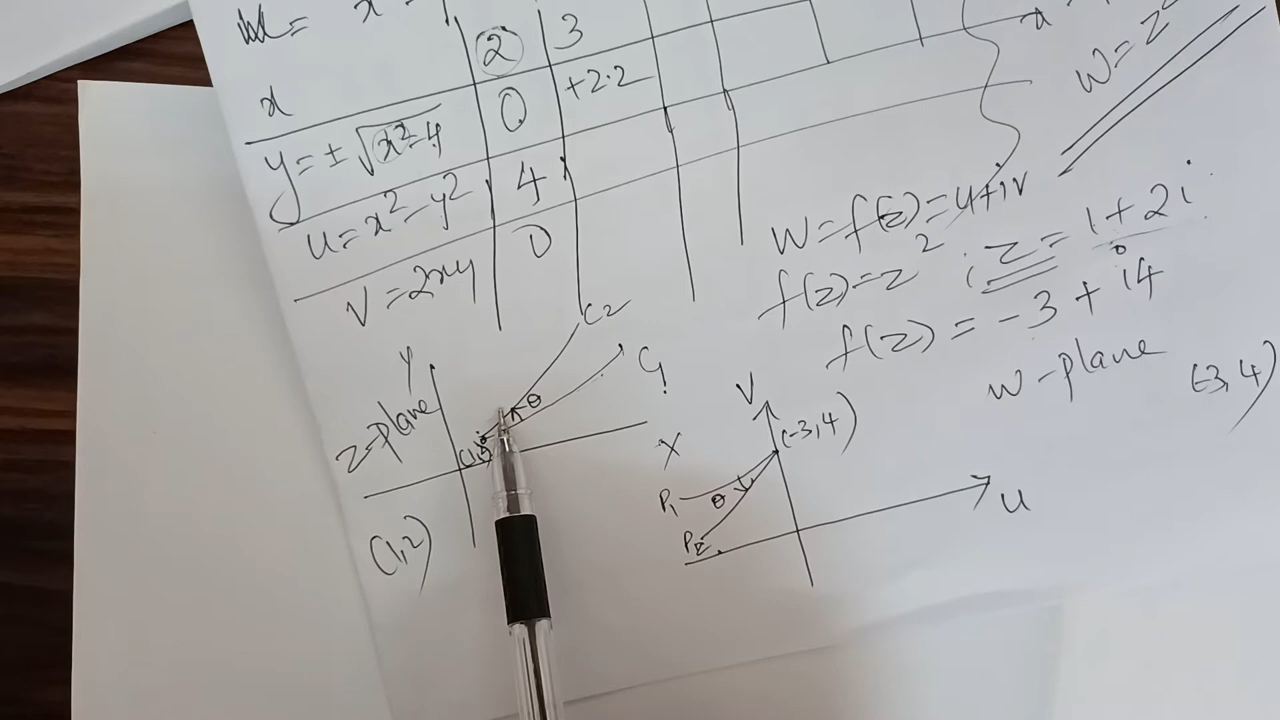 x 2 3
y = ± √x²-4 0 +2·2
u = x² - y² 4
v = 2xy 0
w = z²
w = f(z) = u+iv
f(z) = z² ; z = 1 + 2i
f(z) = -3 + i4
w-plane (-3, 4)
z-plane
Y
X
C2
C1
θ
(1,2)
V
U
(-3, 4)
P1
θ
P2
(1,2)